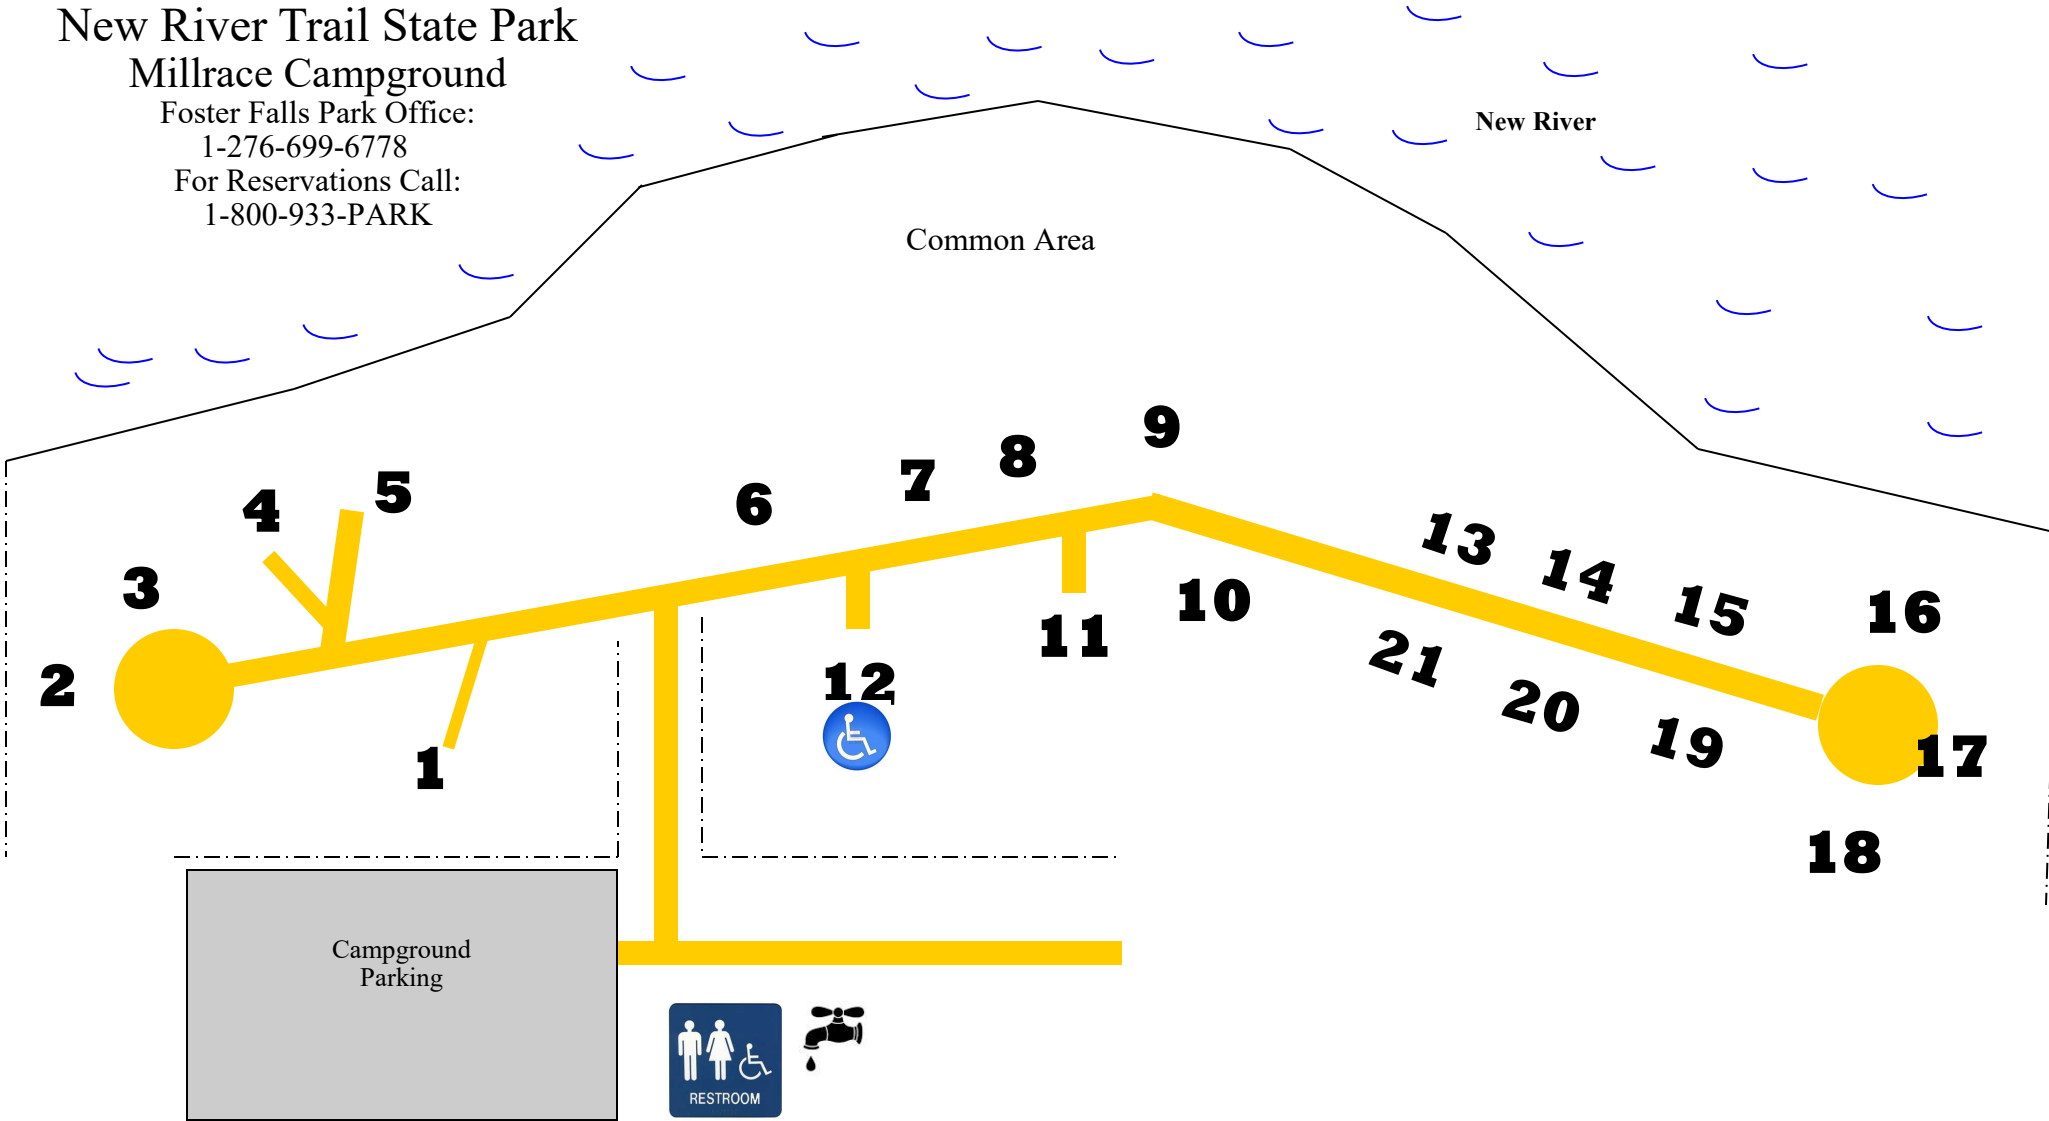 New River Trail State Park
Millrace Campground
Foster Falls Park Office:
1-276-699-6778
For Reservations Call:
1-800-933-PARK
New River
Common Area
9
8
7
6
5
4
3
2
1
10
11
12
13
14
15
16
17
18
19
20
21
Campground
Parking
RESTROOM